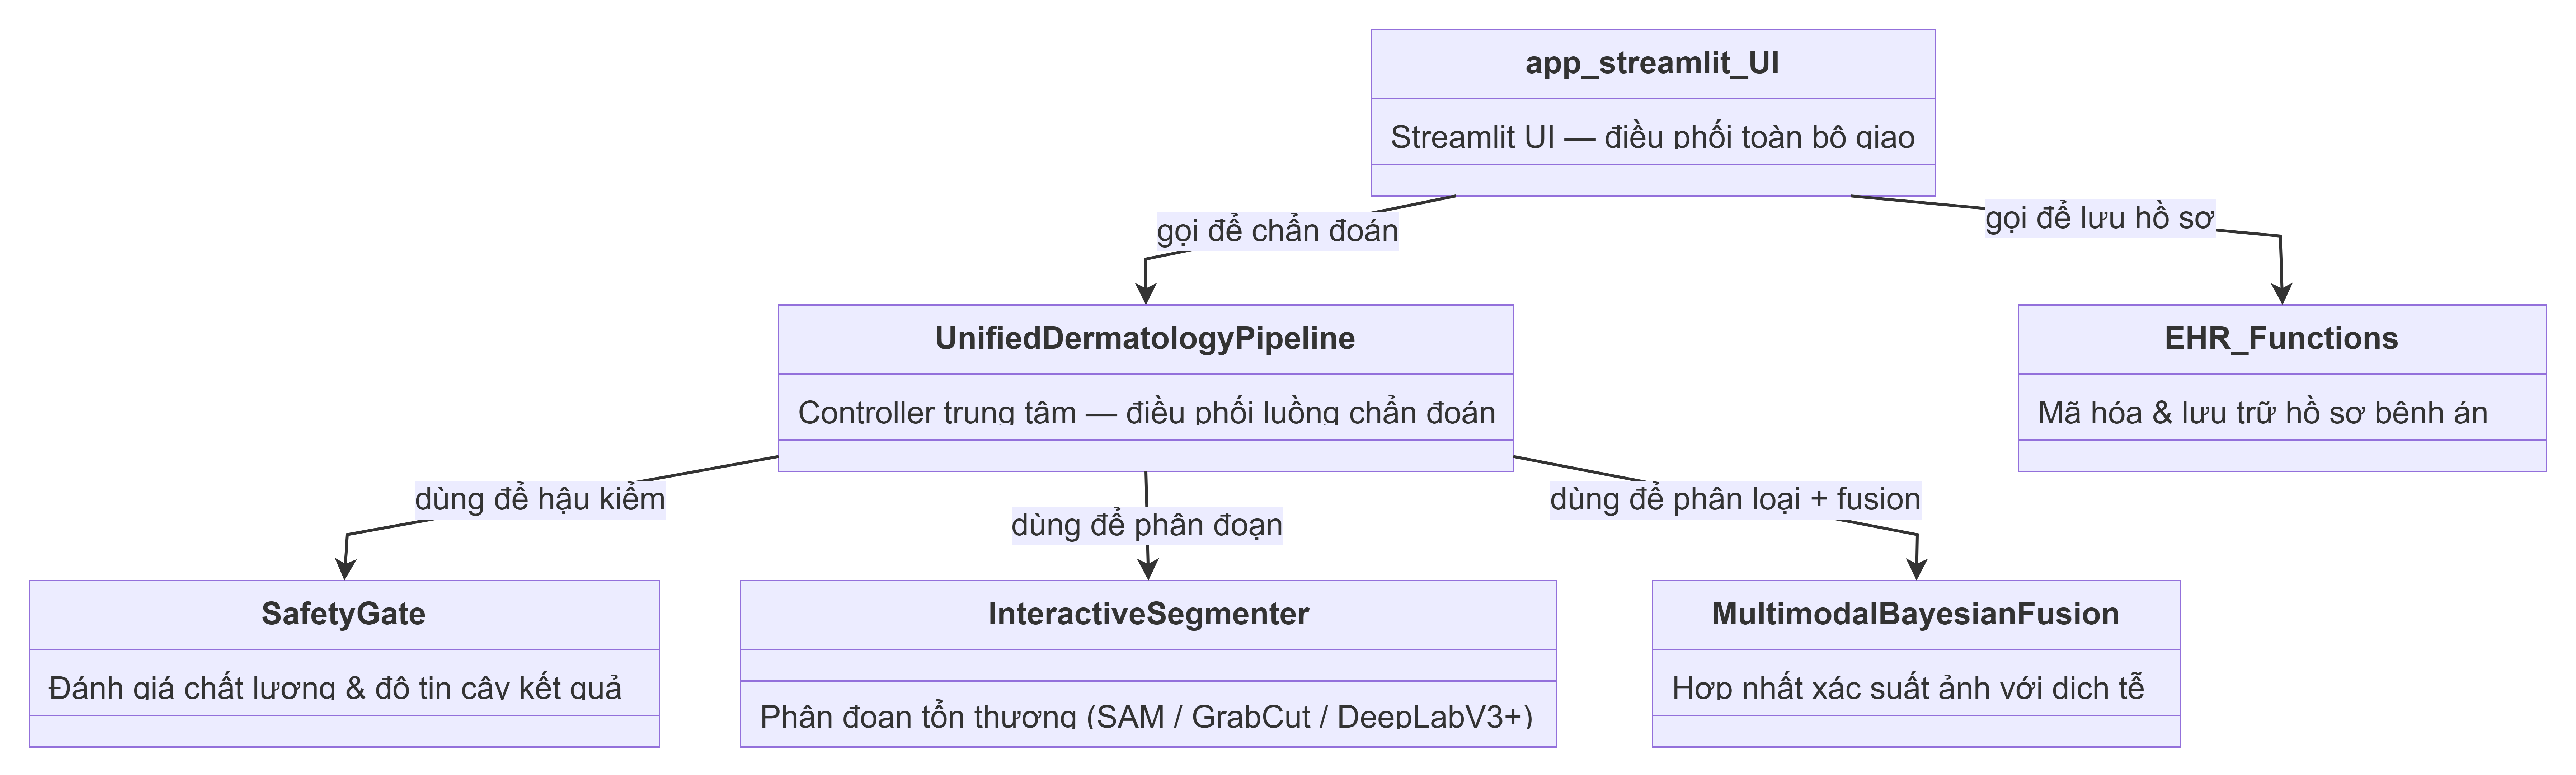 app_streamlit_UI
Streamlit UI — điều phối toàn bộ giao
gọi để chẩn đoán
gọi để lưu hồ sơ
UnifiedDermatologyPipeline
Controller trung tâm — điều phối luồng chẩn đoán
EHR_Functions
Mã hóa & lưu trữ hồ sơ bệnh án
dùng để hậu kiểm
dùng để phân đoạn
dùng để phân loại + fusion
SafetyGate
Đánh giá chất lượng & độ tin cậy kết quả
InteractiveSegmenter
Phân đoạn tổn thương (SAM / GrabCut / DeepLabV3+)
MultimodalBayesianFusion
Hợp nhất xác suất ảnh với dịch tễ